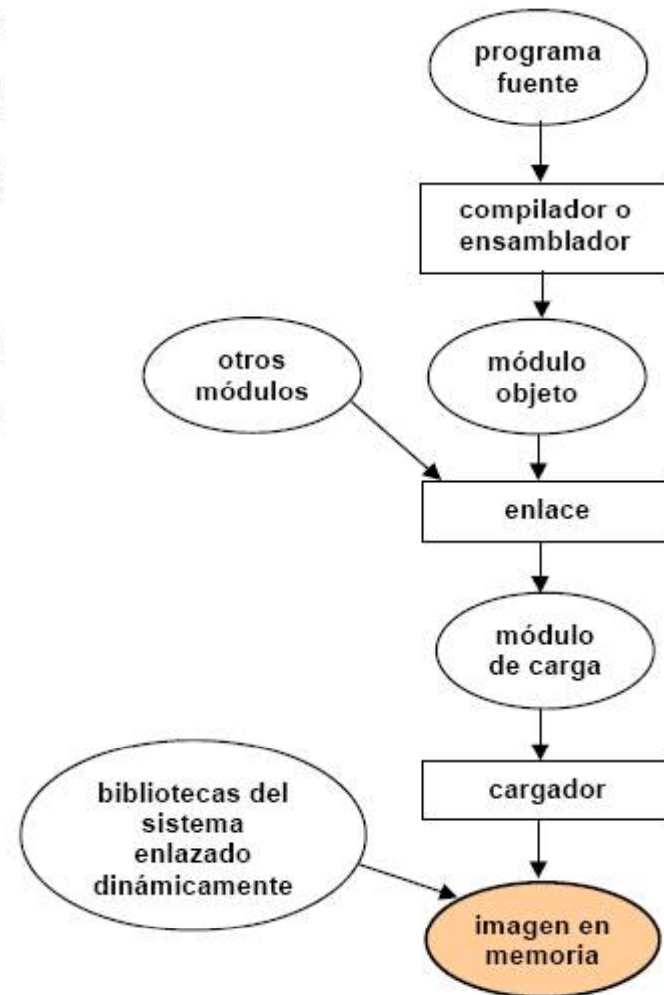 programa
fuente
compilador o
ensamblador
otros
módulos
módulo
objeto
enlace
módulo
de carga
cargador
bibliotecas del
sistema
enlazado
dinámicamente
imagen en
memoria